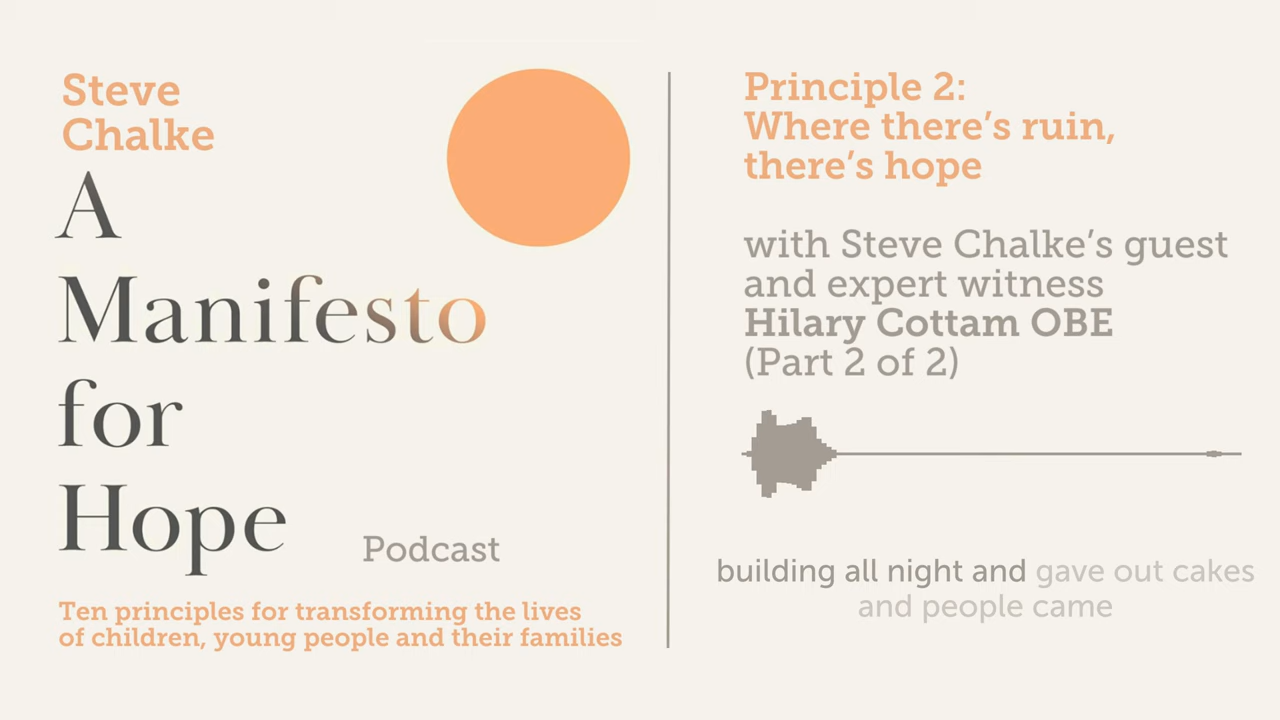 Steve
Chalke
A
Manifesto
for
Hope
Podcast
Ten principles for transforming the lives
of children, young people and their families
Principle 2:
Where there’s ruin,
there’s hope
with Steve Chalke’s guest
and expert witness
Hilary Cottam OBE
(Part 2 of 2)
building all night and gave out cakes
and people came